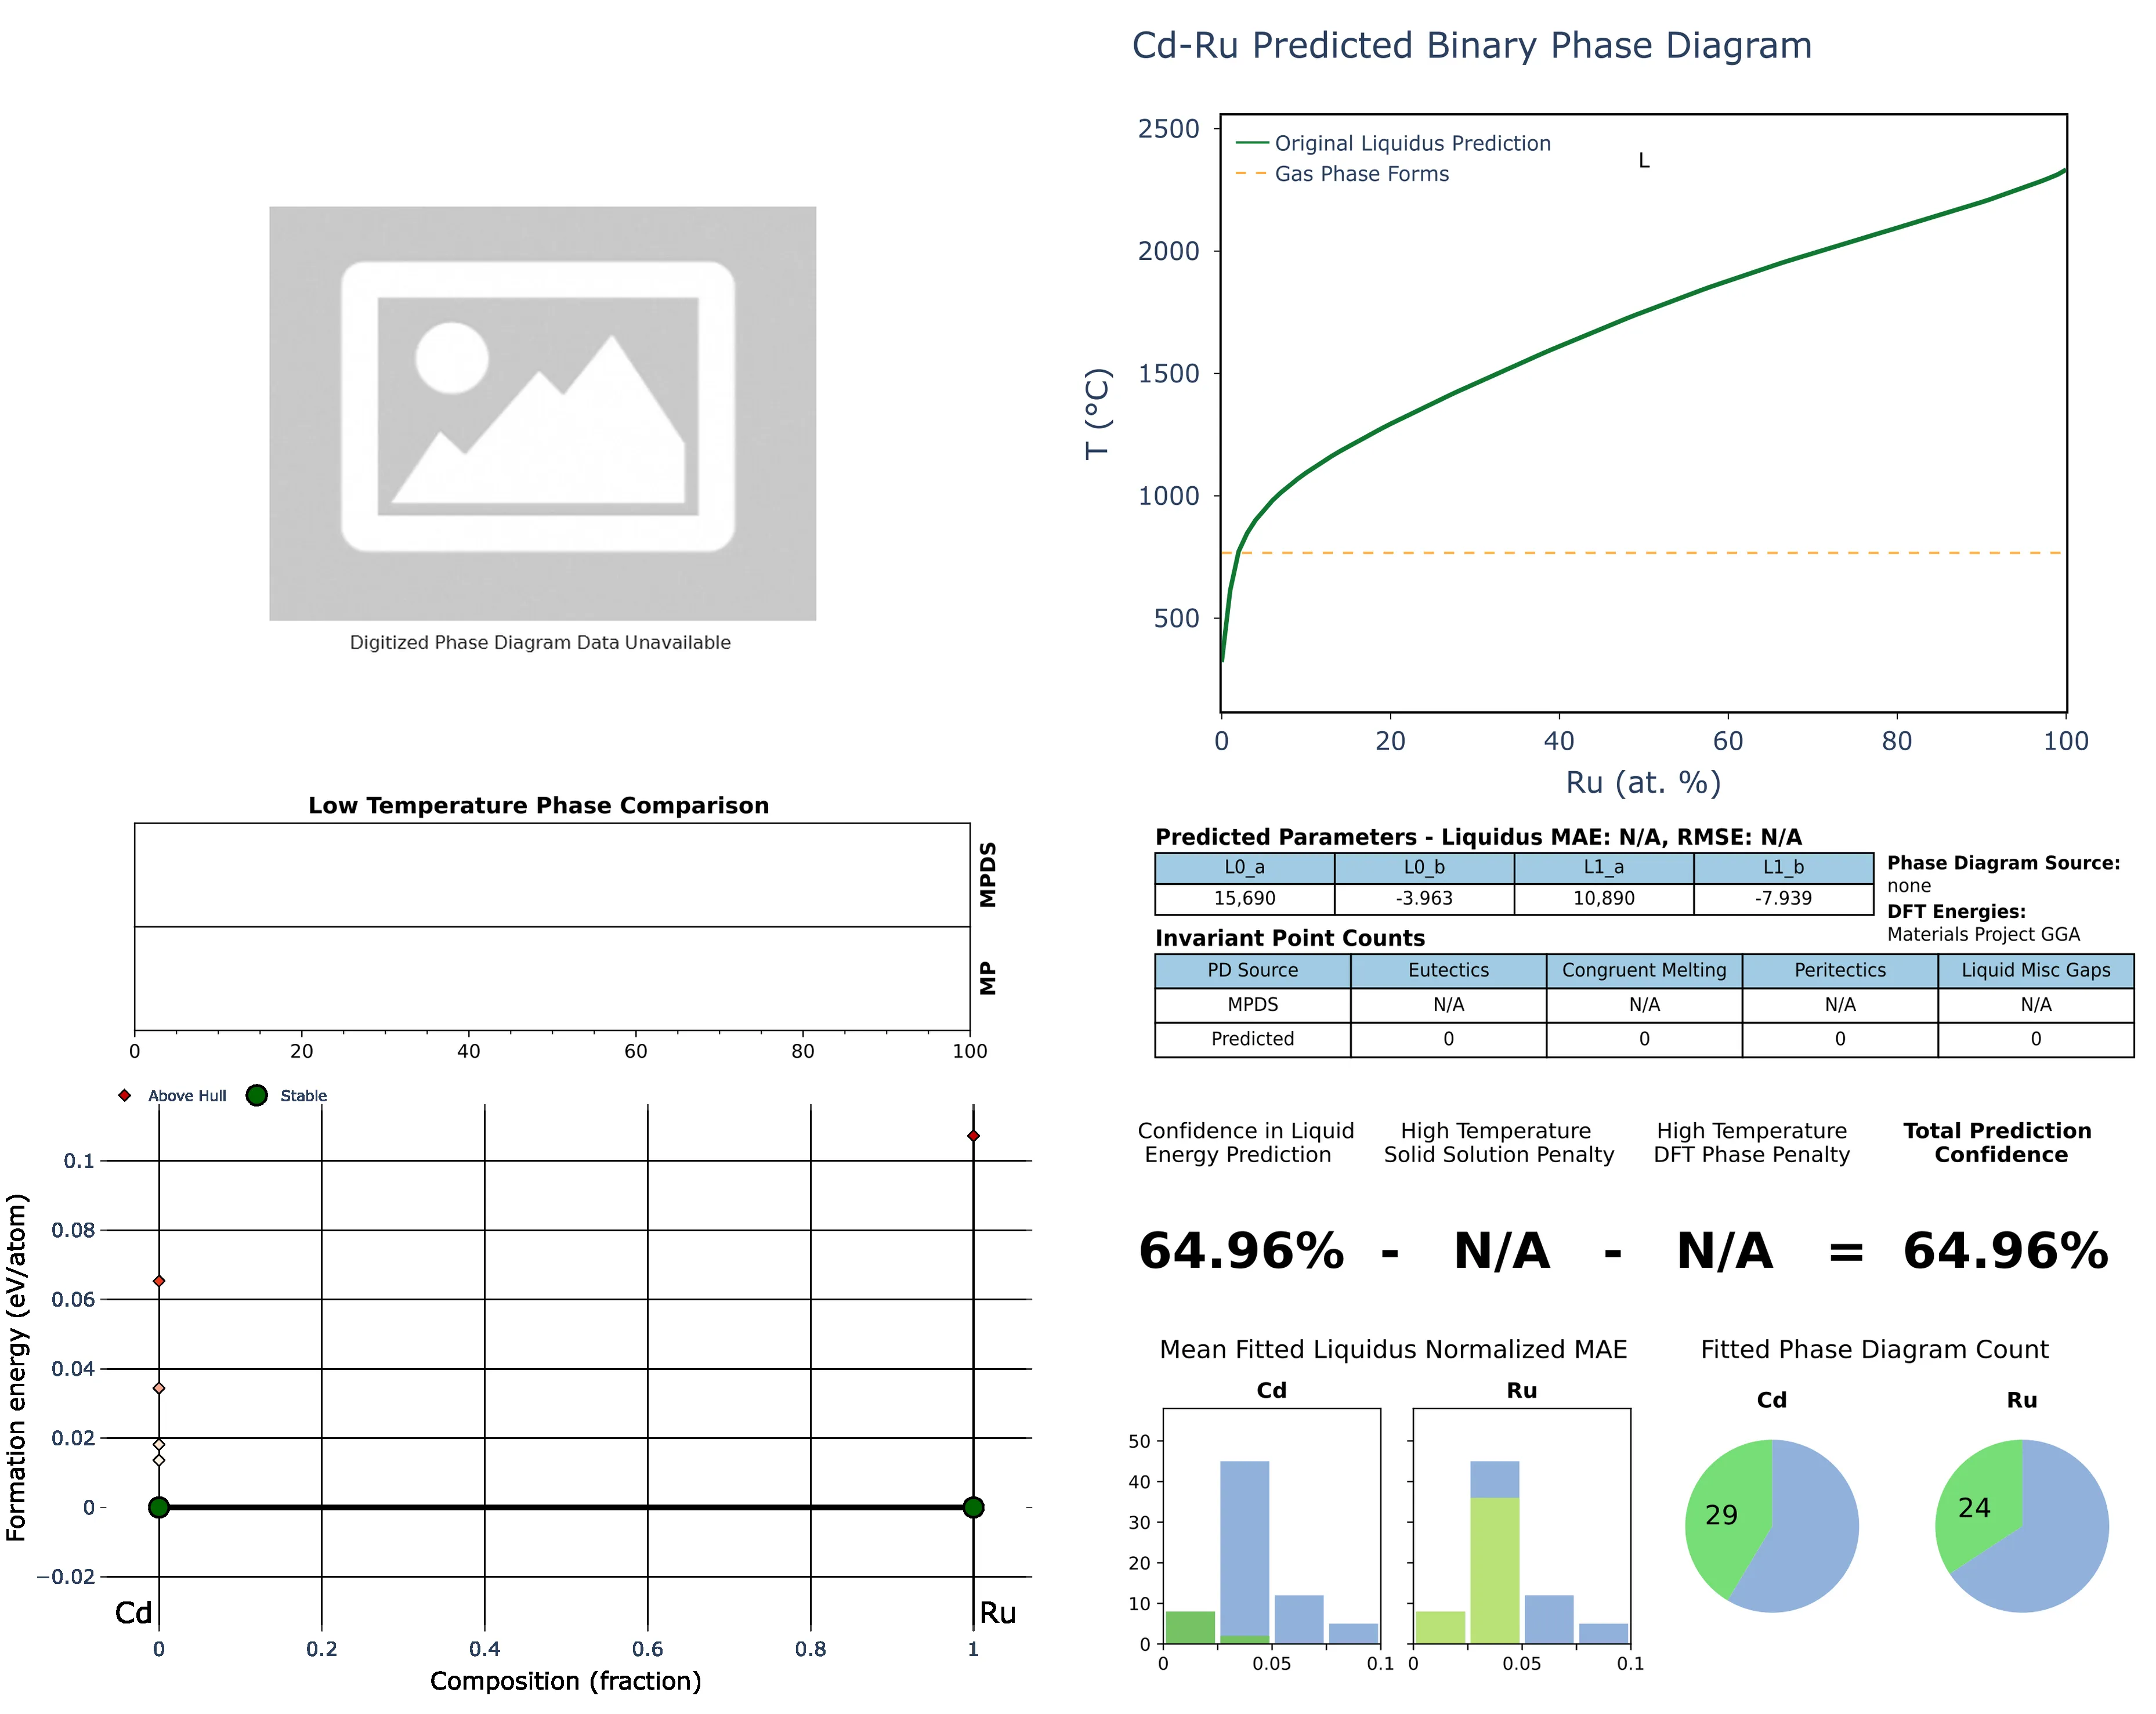 Cd-Ru Predicted Binary Phase Diagram
Digitized Phase Diagram Data Unavailable
Original Liquidus Prediction
Gas Phase Forms
L
2500
2000
1500
1000
500
T (°C)
0 20 40 60 80 100
Ru (at. %)
Low Temperature Phase Comparison
MPDS
MP
0 20 40 60 80 100
Predicted Parameters - Liquidus MAE: N/A, RMSE: N/A
L0_a L0_b L1_a L1_b
15,690 -3.963 10,890 -7.939
Phase Diagram Source:
none
DFT Energies:
Materials Project GGA
Invariant Point Counts
PD Source Eutectics Congruent Melting Peritectics Liquid Misc Gaps
MPDS N/A N/A N/A N/A
Predicted 0 0 0 0
Above Hull Stable
0.1
0.08
0.06
0.04
0.02
0
−0.02
Formation energy (eV/atom)
Cd Ru
0 0.2 0.4 0.6 0.8 1
Composition (fraction)
Confidence in Liquid
Energy Prediction
High Temperature
Solid Solution Penalty
High Temperature
DFT Phase Penalty
Total Prediction
Confidence
64.96% - N/A - N/A = 64.96%
Mean Fitted Liquidus Normalized MAE
Cd Ru
50
40
30
20
10
0
0 0.05 0.1 0 0.05 0.1
Fitted Phase Diagram Count
Cd Ru
29 24